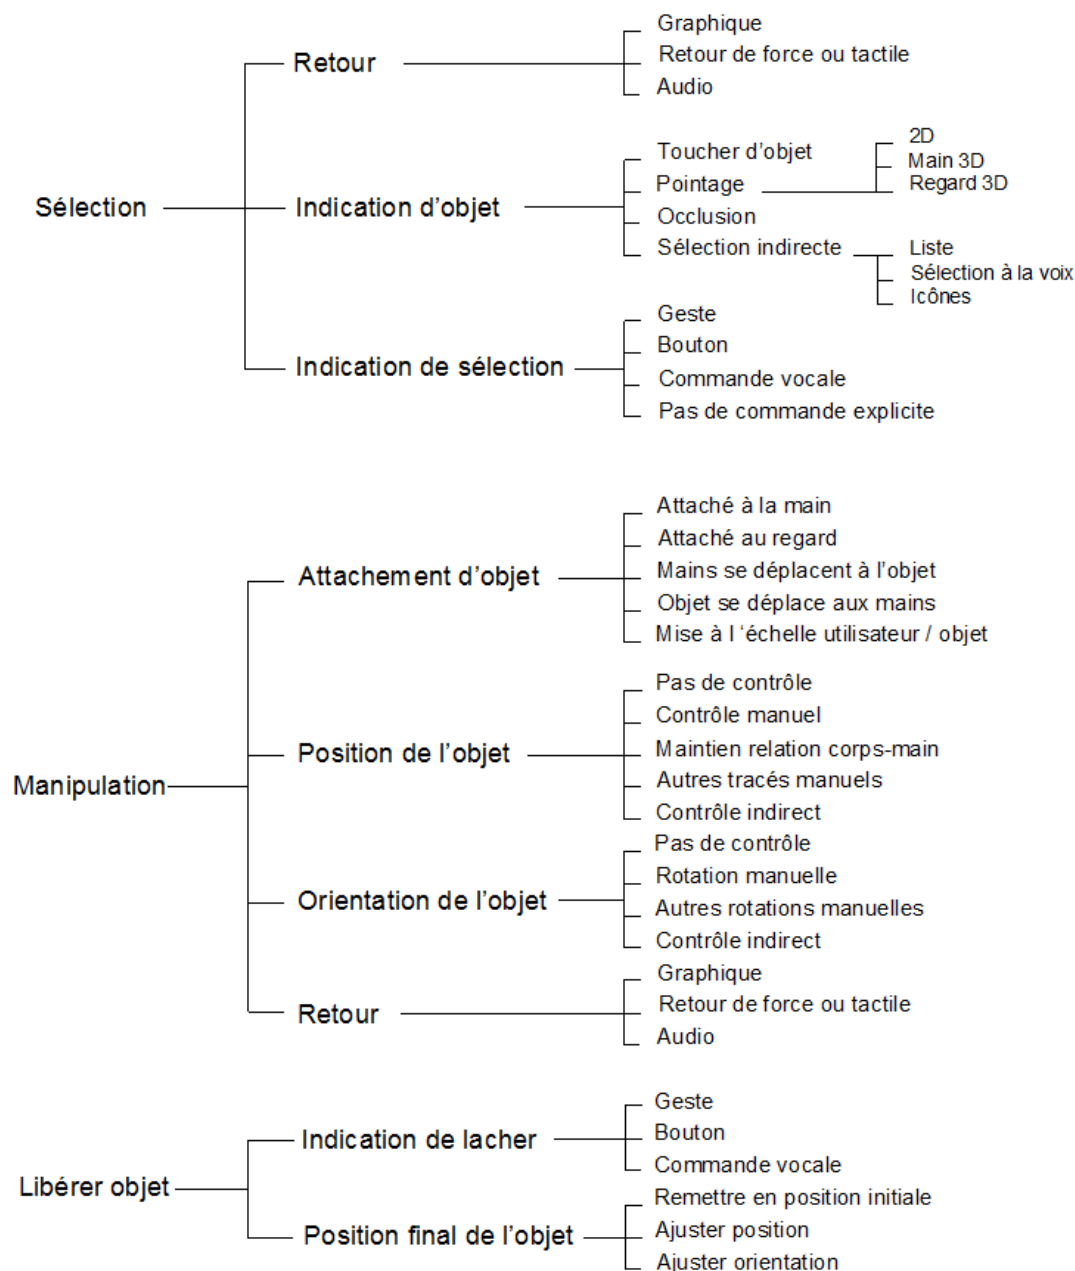 Sélection
Retour
Graphique
Retour de force ou tactile
Audio
Indication d'objet
Toucher d'objet
Pointage
2D
Main 3D
Regard 3D
Occlusion
Sélection indirecte
Liste
Sélection à la voix
Icônes
Indication de sélection
Geste
Bouton
Commande vocale
Pas de commande explicite
Manipulation
Attachement d'objet
Attaché à la main
Attaché au regard
Mains se déplacent à l'objet
Objet se déplace aux mains
Mise à l 'échelle utilisateur / objet
Position de l'objet
Pas de contrôle
Contrôle manuel
Maintien relation corps-main
Autres tracés manuels
Contrôle indirect
Orientation de l'objet
Pas de contrôle
Rotation manuelle
Autres rotations manuelles
Contrôle indirect
Retour
Graphique
Retour de force ou tactile
Audio
Libérer objet
Indication de lacher
Geste
Bouton
Commande vocale
Position final de l'objet
Remettre en position initiale
Ajuster position
Ajuster orientation